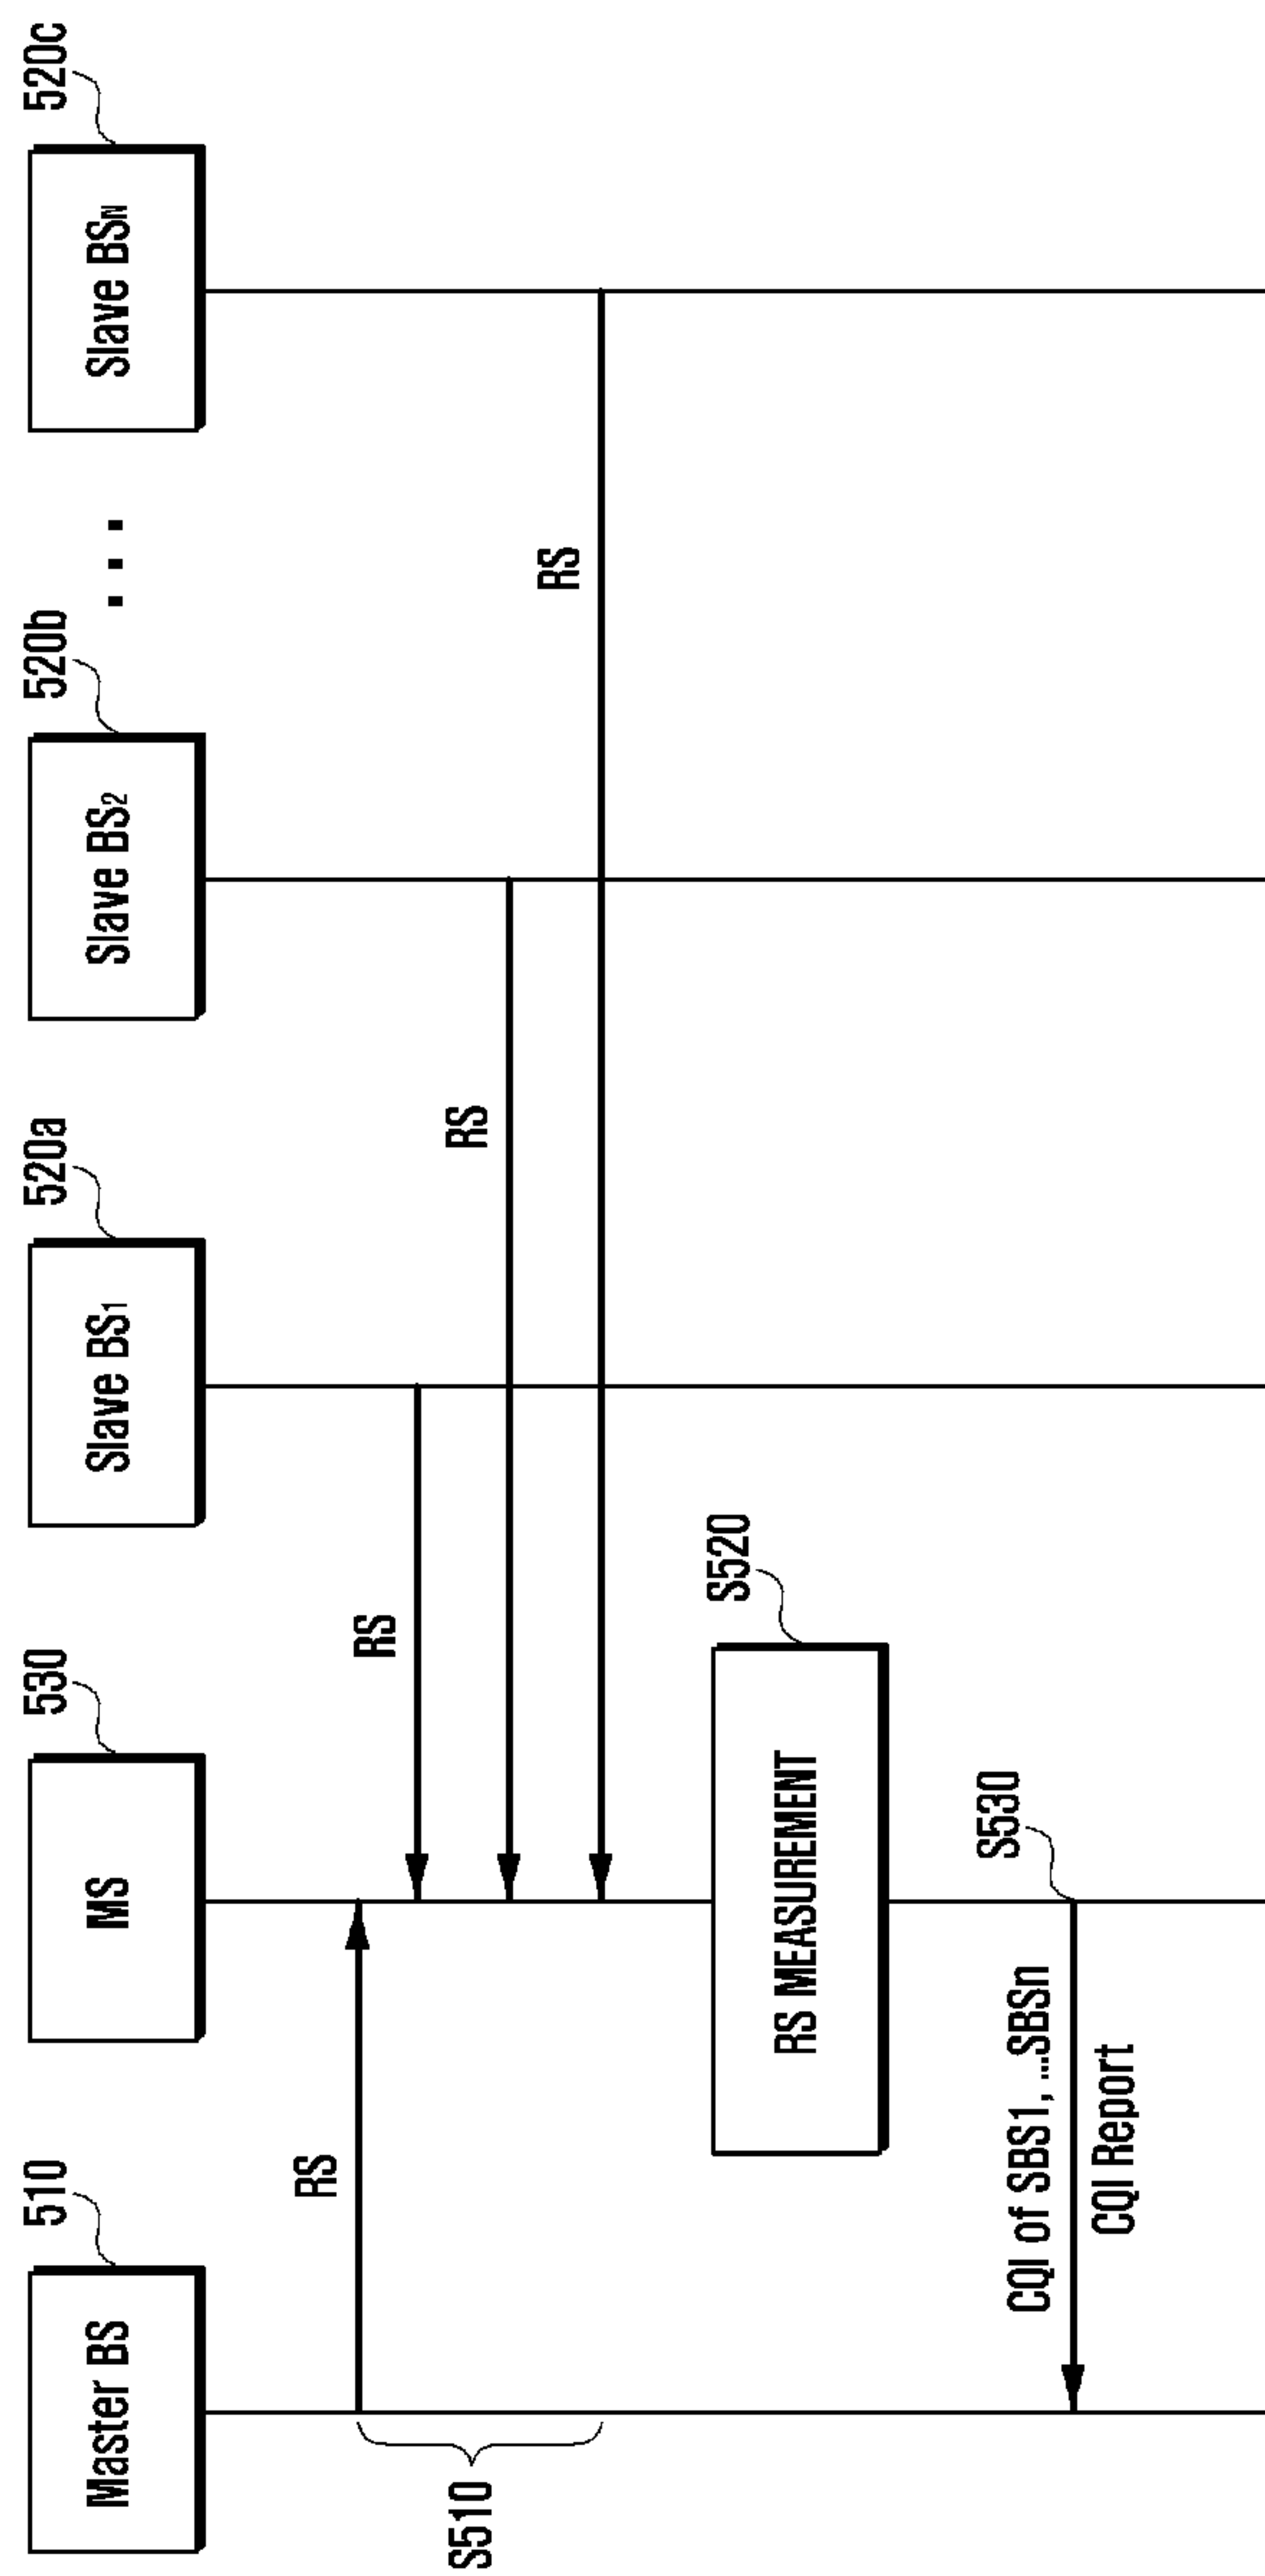 510
530
520a
520b
520c
Master BS
MS
Slave BS1
Slave BS2
...
Slave BSN
RS
RS
RS
RS
S510
S520
RS MEASUREMENT
S530
CQI of SBS1, ...SBSn
CQI Report